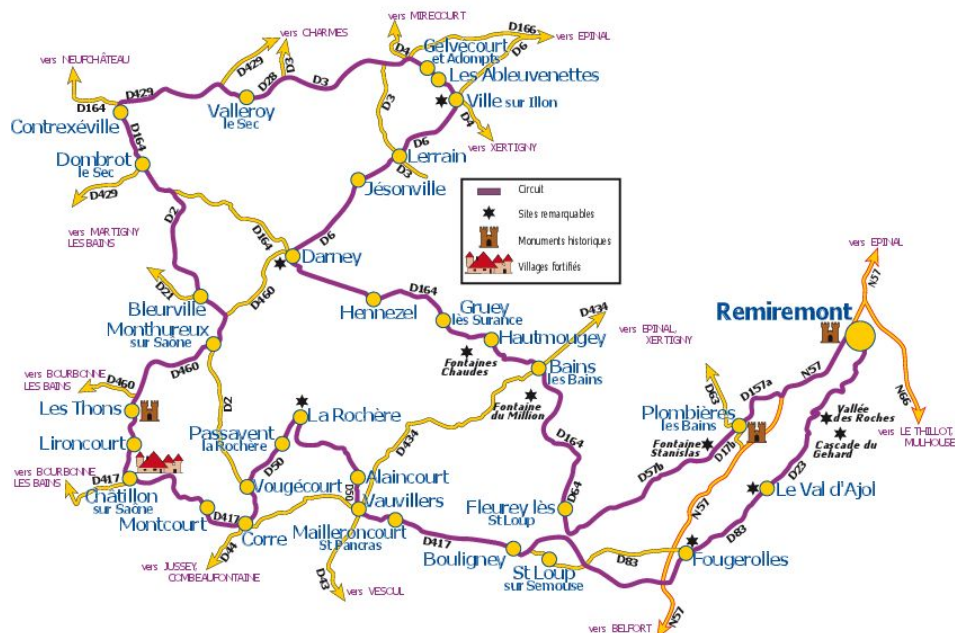 vers MIRECOURT
D166
vers EPINAL
D4
D6
vers CHARMES
Gelvécourt
et Adompts
vers NEUFCHÂTEAU
D429
D3
D28
D3
Les Ableuvenettes
D429
Valleroy
le Sec
D3
Ville sur Illon
D164
Contrexéville
D4
D164
D6
vers XERTIGNY
Dombrot
le Sec
Lerrain
D3
Jésonville
D429
D2
Circuit
Sites remarquables
Monuments historiques
Villages fortifiés
vers MARTIGNY
LES BAINS
D164
D6
Darney
vers EPINAL
N57
D21
D460
D164
Bleurville
Hennezel
Gruey
lès Surance
D434
Remiremont
Monthureux
sur Saône
Hautmougey
vers EPINAL,
XERTIGNY
Fontaines
Chaudes
D460
Bains
les Bains
vers BOURBONNE
LES BAINS
D460
N57
D157a
D63
N66
Les Thons
D2
La Rochère
Fontaine
du Million
Plombières
les Bains
Vallée
des Roches
vers LE THILLOT,
MULHOUSE
Passavent
la Rochère
D434
Fontaine
Stanislas
D17b
Cascade du
Gehard
Lironcourt
D164
vers BOURBONNE
LES BAINS
D417
D50
Alaincourt
D57b
D23
Châtillon
sur Saône
Vougécourt
D50
Vauvillers
D64
Le Val d'Ajol
Fleurey lès
St Loup
N57
Montcourt
D417
Corre
Mailleroncourt
St Pancras
D417
D83
Bouligney
Fougerolles
D44
St Loup
sur Semouse
D83
vers JUSSEY,
COMBEAUFONTAINE
D43
vers VESOUL
N57
vers BELFORT